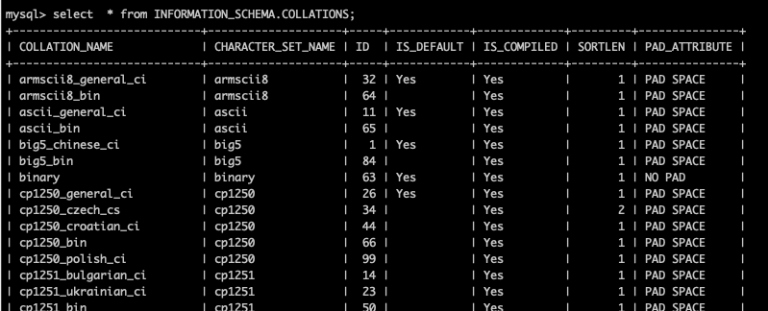 mysql> select  * from INFORMATION_SCHEMA.COLLATIONS;
+----------------------------+--------------------+-----+------------+-------------+---------+---------------+
| COLLATION_NAME             | CHARACTER_SET_NAME | ID  | IS_DEFAULT | IS_COMPILED | SORTLEN | PAD_ATTRIBUTE |
+----------------------------+--------------------+-----+------------+-------------+---------+---------------+
| armscii8_general_ci        | armscii8           |  32 | Yes        | Yes         |       1 | PAD SPACE     |
| armscii8_bin               | armscii8           |  64 |            | Yes         |       1 | PAD SPACE     |
| ascii_general_ci           | ascii              |  11 | Yes        | Yes         |       1 | PAD SPACE     |
| ascii_bin                  | ascii              |  65 |            | Yes         |       1 | PAD SPACE     |
| big5_chinese_ci            | big5               |   1 | Yes        | Yes         |       1 | PAD SPACE     |
| big5_bin                   | big5               |  84 |            | Yes         |       1 | PAD SPACE     |
| binary                     | binary             |  63 | Yes        | Yes         |       1 | NO PAD        |
| cp1250_general_ci          | cp1250             |  26 | Yes        | Yes         |       1 | PAD SPACE     |
| cp1250_czech_cs            | cp1250             |  34 |            | Yes         |       2 | PAD SPACE     |
| cp1250_croatian_ci         | cp1250             |  44 |            | Yes         |       1 | PAD SPACE     |
| cp1250_bin                 | cp1250             |  66 |            | Yes         |       1 | PAD SPACE     |
| cp1250_polish_ci           | cp1250             |  99 |            | Yes         |       1 | PAD SPACE     |
| cp1251_bulgarian_ci        | cp1251             |  14 |            | Yes         |       1 | PAD SPACE     |
| cp1251_ukrainian_ci        | cp1251             |  23 |            | Yes         |       1 | PAD SPACE     |
| cp1251_bin                 | cp1251             |  50 |            | Yes         |       1 | PAD SPACE     |